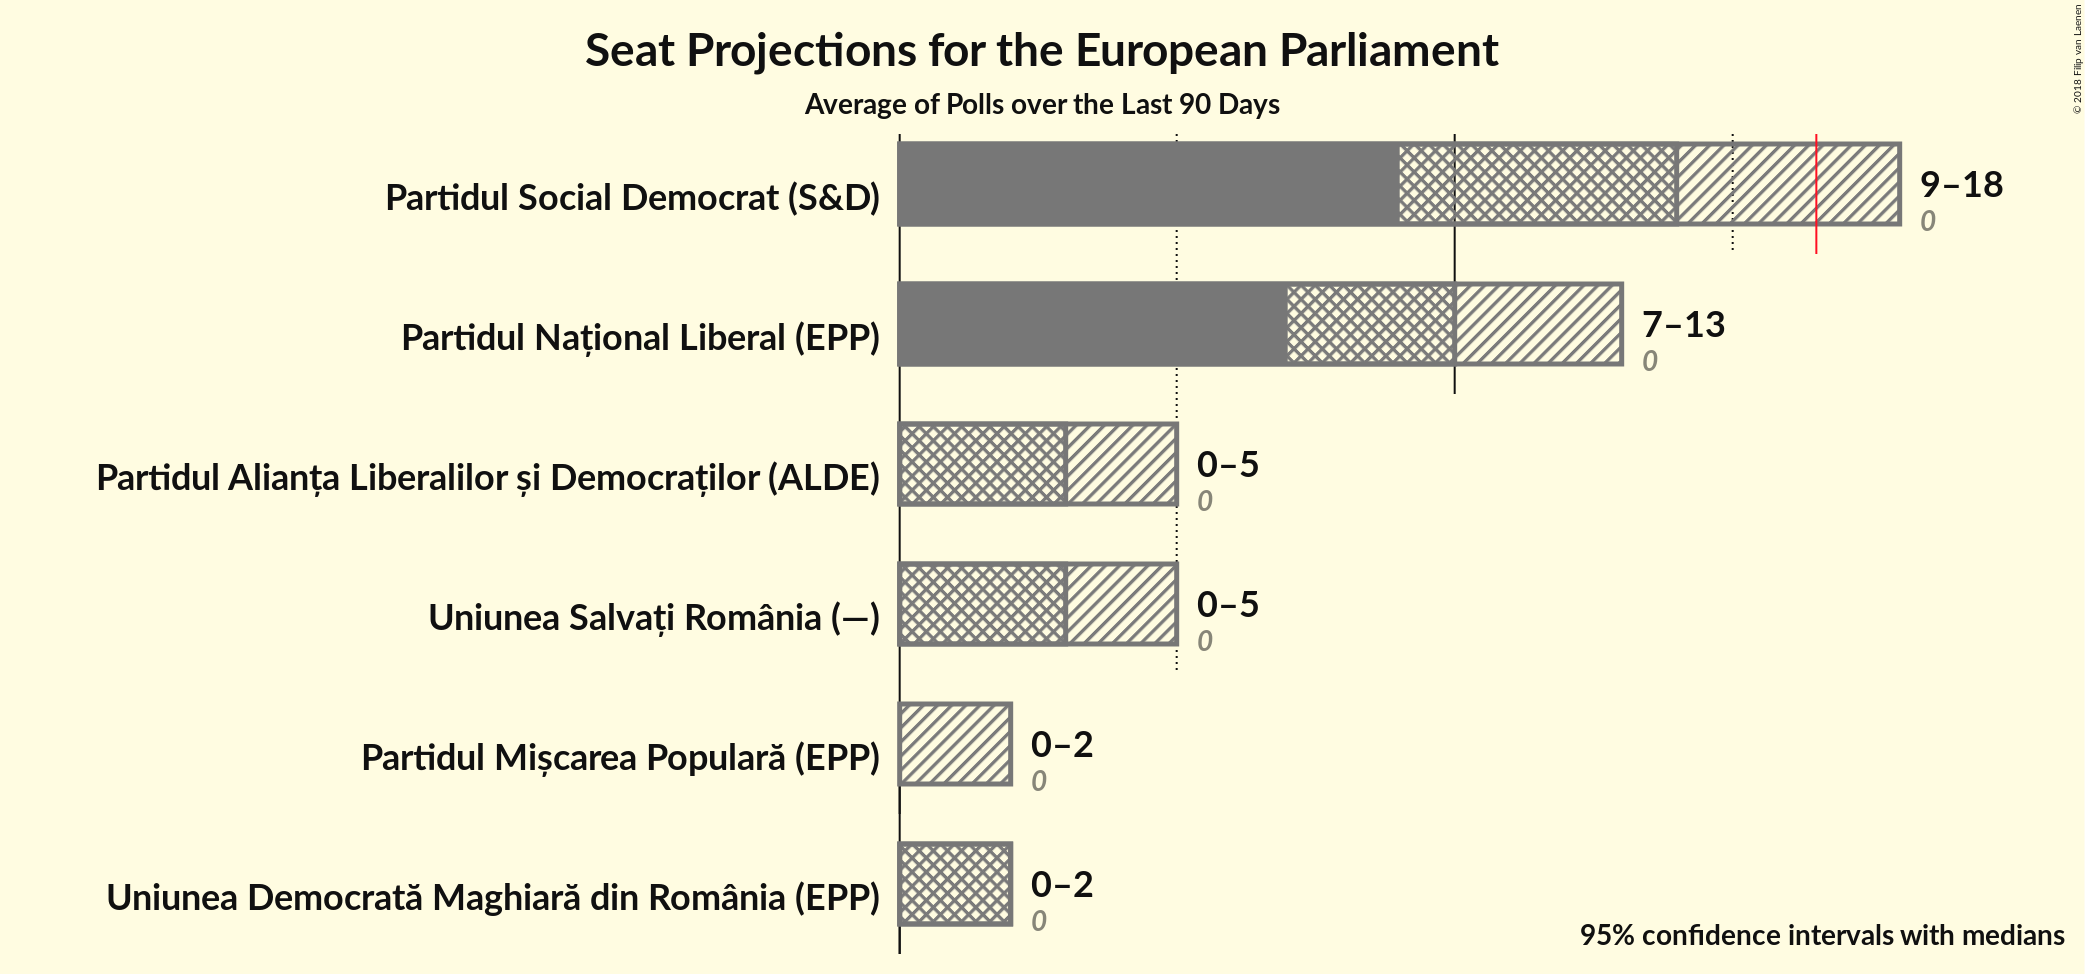 Seat Projections for the European Parliament
Average of Polls over the Last 90 Days
© 2018 Filip van Laenen
Partidul Social Democrat (S&D)
9–18
0
Partidul Național Liberal (EPP)
7–13
0
Partidul Alianța Liberalilor și Democraților (ALDE)
0–5
0
Uniunea Salvați România (—)
0–5
0
Partidul Mișcarea Populară (EPP)
0–2
0
Uniunea Democrată Maghiară din România (EPP)
0–2
0
95% confidence intervals with medians